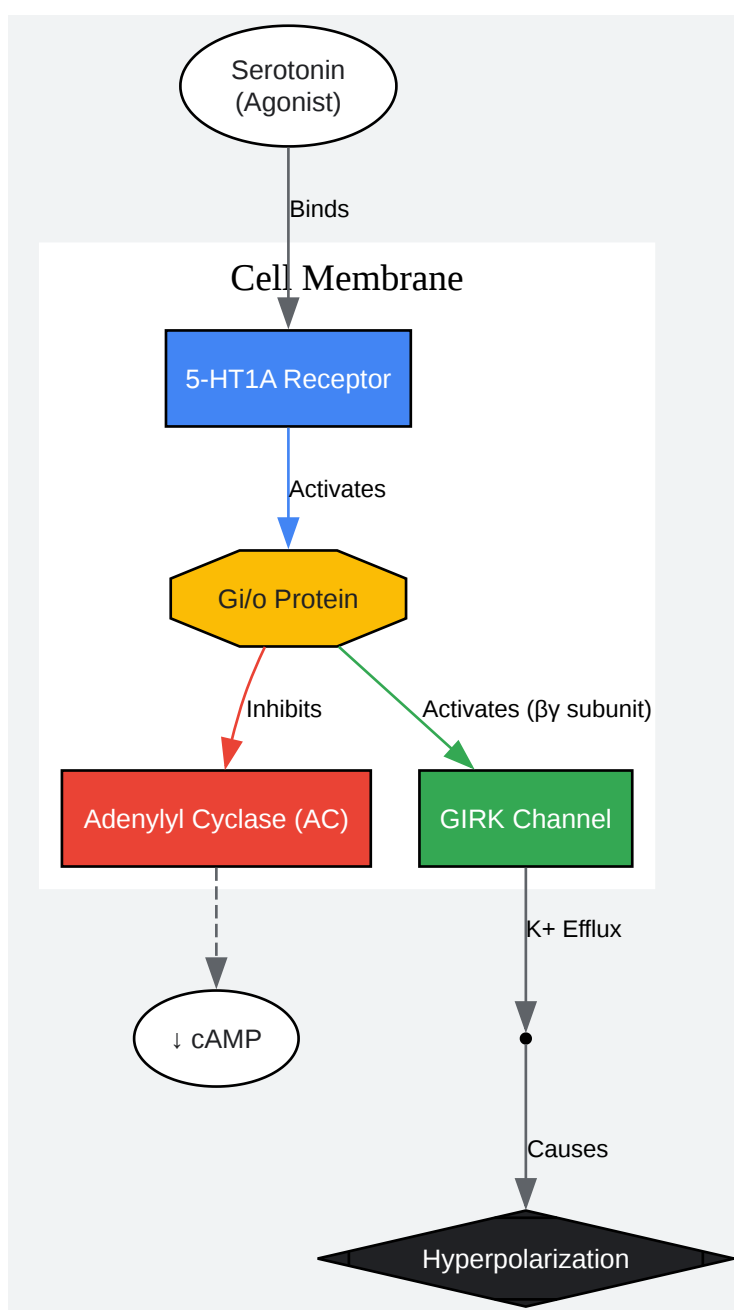 Serotonin
(Agonist)
Binds
Cell Membrane
5-HT1A Receptor
Activates
Gi/o Protein
Inhibits
Activates (βγ subunit)
Adenylyl Cyclase (AC)
GIRK Channel
K+ Efflux
↓ cAMP
Causes
Hyperpolarization